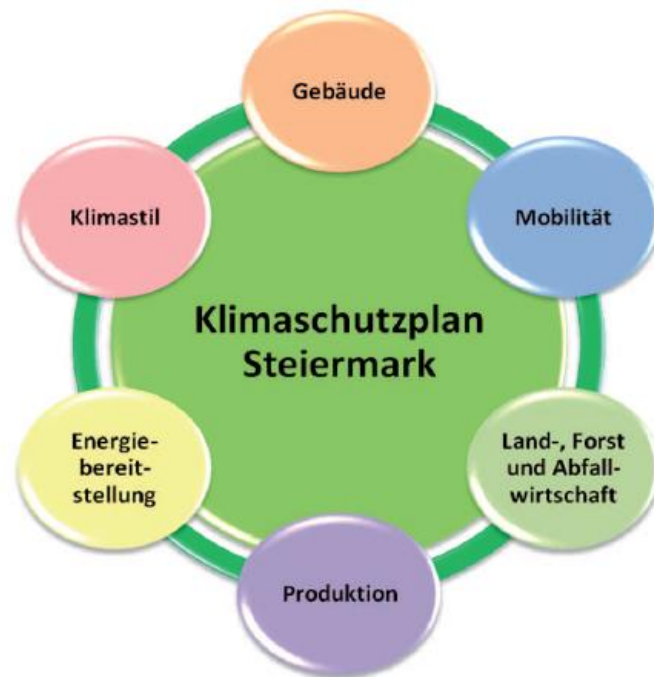 Gebäude
Klimastil
Mobilität
Klimaschutzplan
Steiermark
Energie-
bereit-
stellung
Land-, Forst
und Abfall-
wirtschaft
Produktion